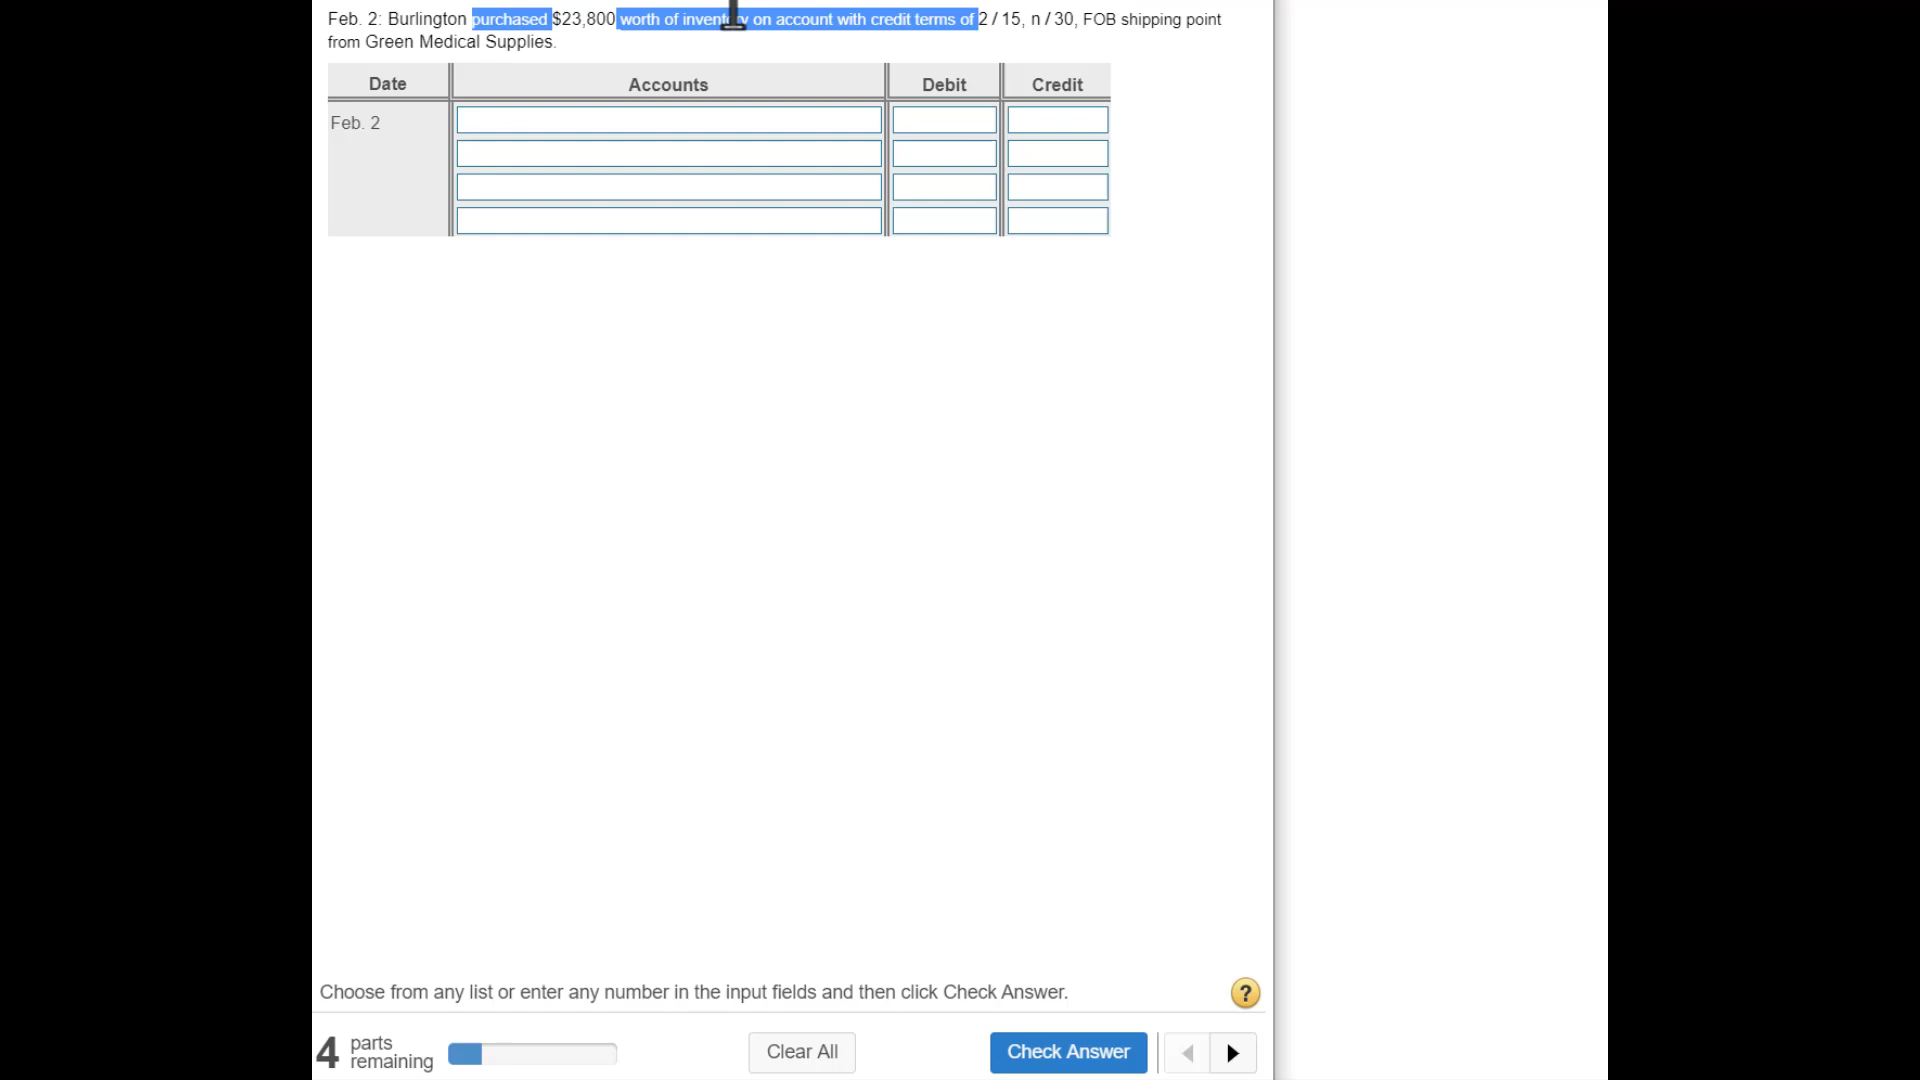 Feb. 2: Burlington purchased $23,800 worth of inventory on account with credit terms of 2 / 15, n / 30, FOB shipping point
from Green Medical Supplies.
Date Accounts Debit Credit
Feb. 2
Choose from any list or enter any number in the input fields and then click Check Answer.
?
4 parts
remaining
Clear All
Check Answer